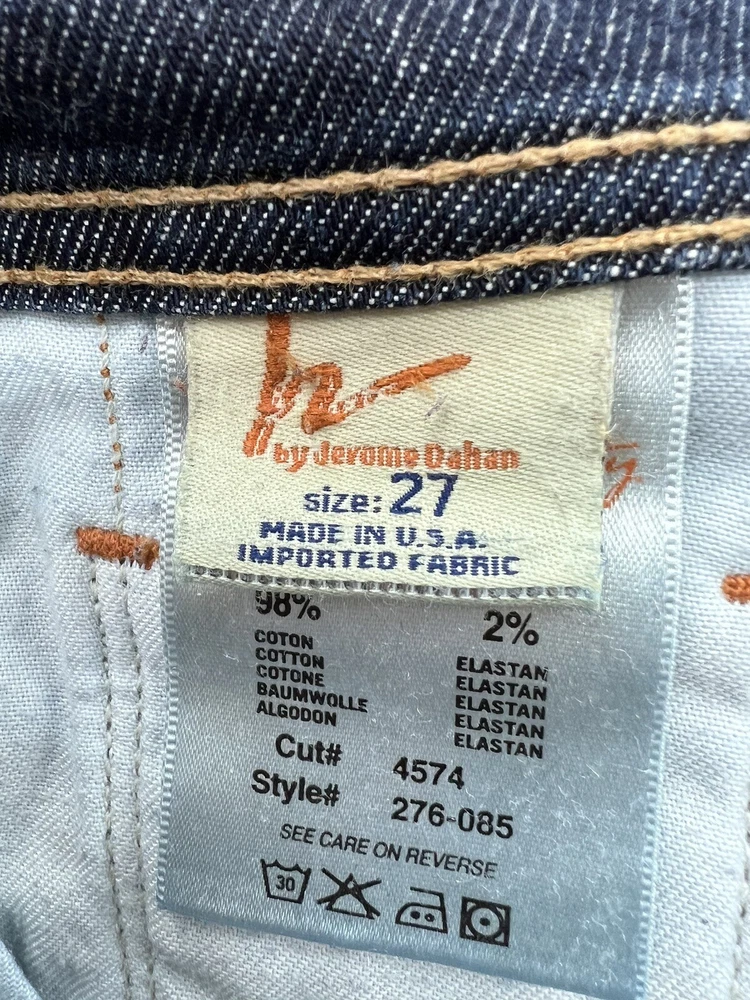 by Jerome Dahan
size: 27
MADE IN U.S.A.
IMPORTED FABRIC
98%
2%
COTON
COTTON
COTONE
BAUMWOLLE
ALGODON
ELASTAN
ELASTAN
ELASTAN
ELASTAN
ELASTAN
Cut# 4574
Style# 276-085
SEE CARE ON REVERSE
30